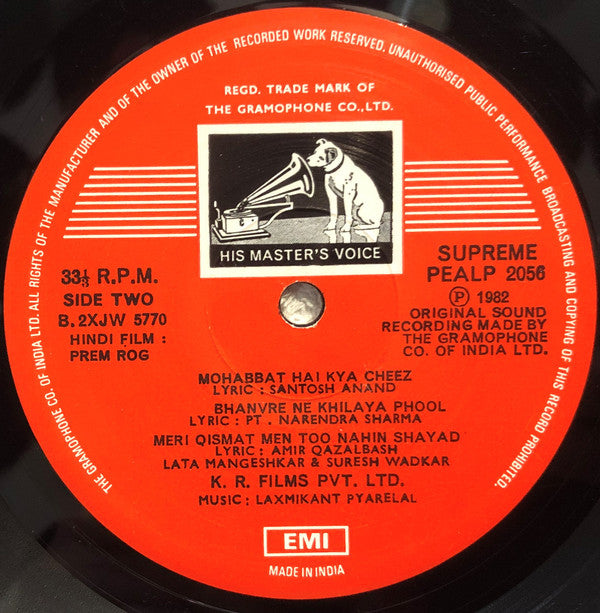 THE GRAMOPHONE CO. OF INDIA LTD. ALL RIGHTS OF THE MANUFACTURER AND OF THE OWNER OF THE RECORDED WORK RESERVED. UNAUTHORISED PUBLIC PERFORMANCE BROADCASTING AND COPYING OF THIS RECORD PROHIBITED.
REGD. TRADE MARK OF
THE GRAMOPHONE CO.,LTD.
HIS MASTER'S VOICE
33⅓ R.P.M.
SIDE TWO
B. 2XJW 5770
HINDI FILM :
PREM ROG
SUPREME
PEALP 2056
Ⓟ 1982
ORIGINAL SOUND
RECORDING MADE BY
THE GRAMOPHONE
CO. OF INDIA LTD.
MOHABBAT HAI KYA CHEEZ
LYRIC : SANTOSH ANAND
BHANVRE NE KHILAYA PHOOL
LYRIC : PT . NARENDRA SHARMA
MERI QISMAT MEN TOO NAHIN SHAYAD
LYRIC : AMIR QAZALBASH
LATA MANGESHKAR & SURESH WADKAR
K. R. FILMS PVT. LTD.
MUSIC : LAXMIKANT PYARELAL
EMI
MADE IN INDIA